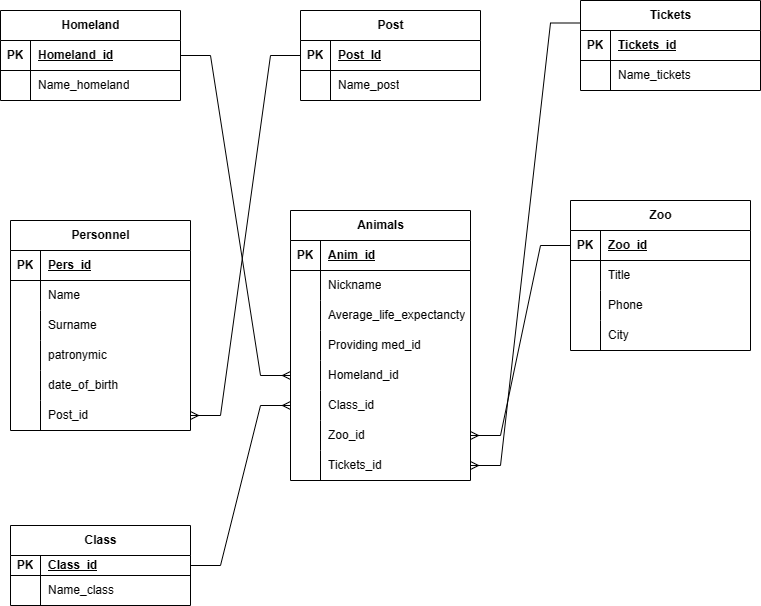 Homeland
PK Homeland_id
Name_homeland
Post
PK Post_Id
Name_post
Tickets
PK Tickets_id
Name_tickets
Personnel
PK Pers_id
Name
Surname
patronymic
date_of_birth
Post_id
Animals
PK Anim_id
Nickname
Average_life_expectancty
Providing med_id
Homeland_id
Class_id
Zoo_id
Tickets_id
Zoo
PK Zoo_id
Title
Phone
City
Class
PK Class_id
Name_class